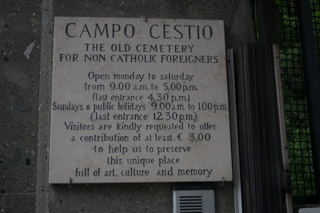 CAMPO CESTIO
THE OLD CEMETERY
FOR NON CATHOLIC FOREIGNERS
Open monday to saturday
from 9.00 a.m. to 5.00 p.m.
(last entrance 4.30 p.m.)
Sundays & public holidays 9.00 a.m. to 1.00 p.m.
(last entrance 12.30 p.m.)
Visitors are kindly requested to offer
a contribution of at least € 3,00
to help us to preserve
this unique place
full of art, culture and memory